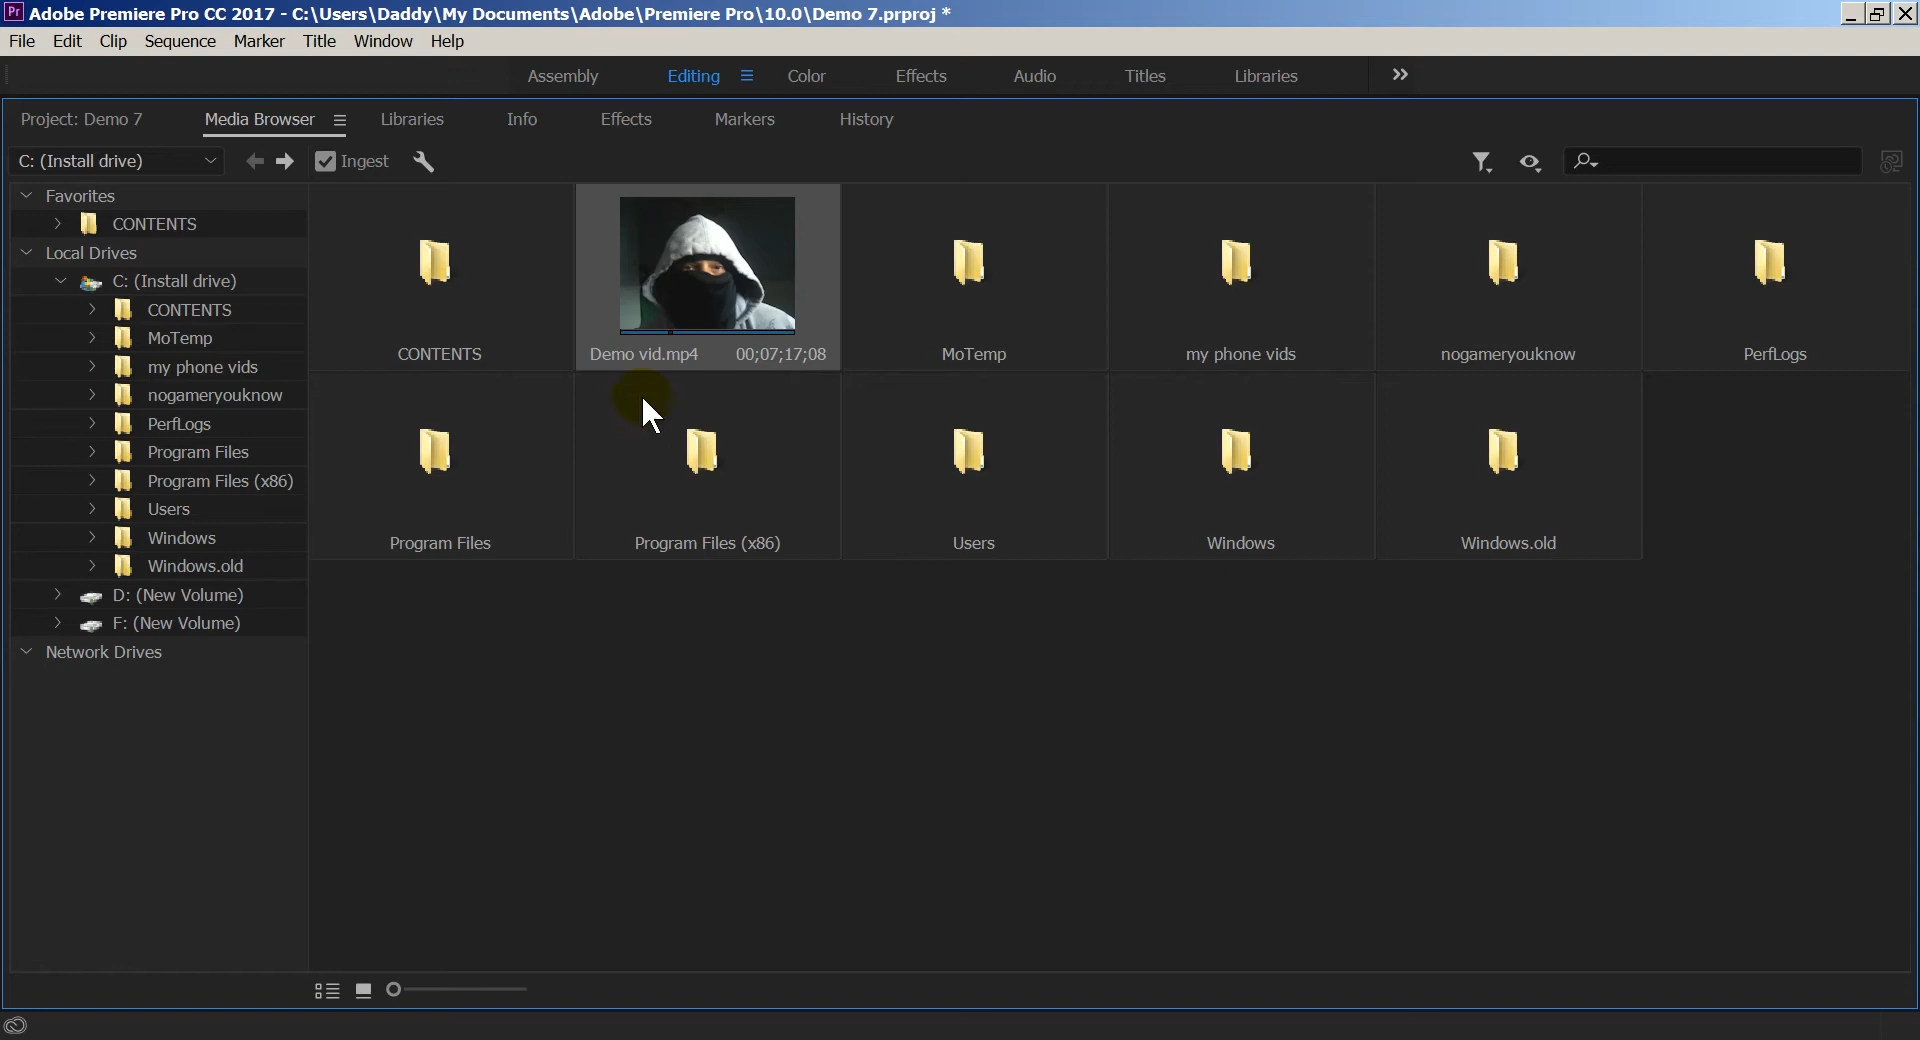 Pr Adobe Premiere Pro CC 2017 - C:\Users\Daddy\My Documents\Adobe\Premiere Pro\10.0\Demo 7.prproj *
File Edit Clip Sequence Marker Title Window Help
Assembly Editing Color Effects Audio Titles Libraries
Project: Demo 7 Media Browser Libraries Info Effects Markers History
C: (Install drive) Ingest
Favorites
CONTENTS
Local Drives
C: (Install drive)
CONTENTS
MoTemp
my phone vids
nogameryouknow
PerfLogs
Program Files
Program Files (x86)
Users
Windows
Windows.old
D: (New Volume)
F: (New Volume)
Network Drives
CONTENTS Demo vid.mp4 00;07;17;08 MoTemp my phone vids nogameryouknow PerfLogs
Program Files Program Files (x86) Users Windows Windows.old